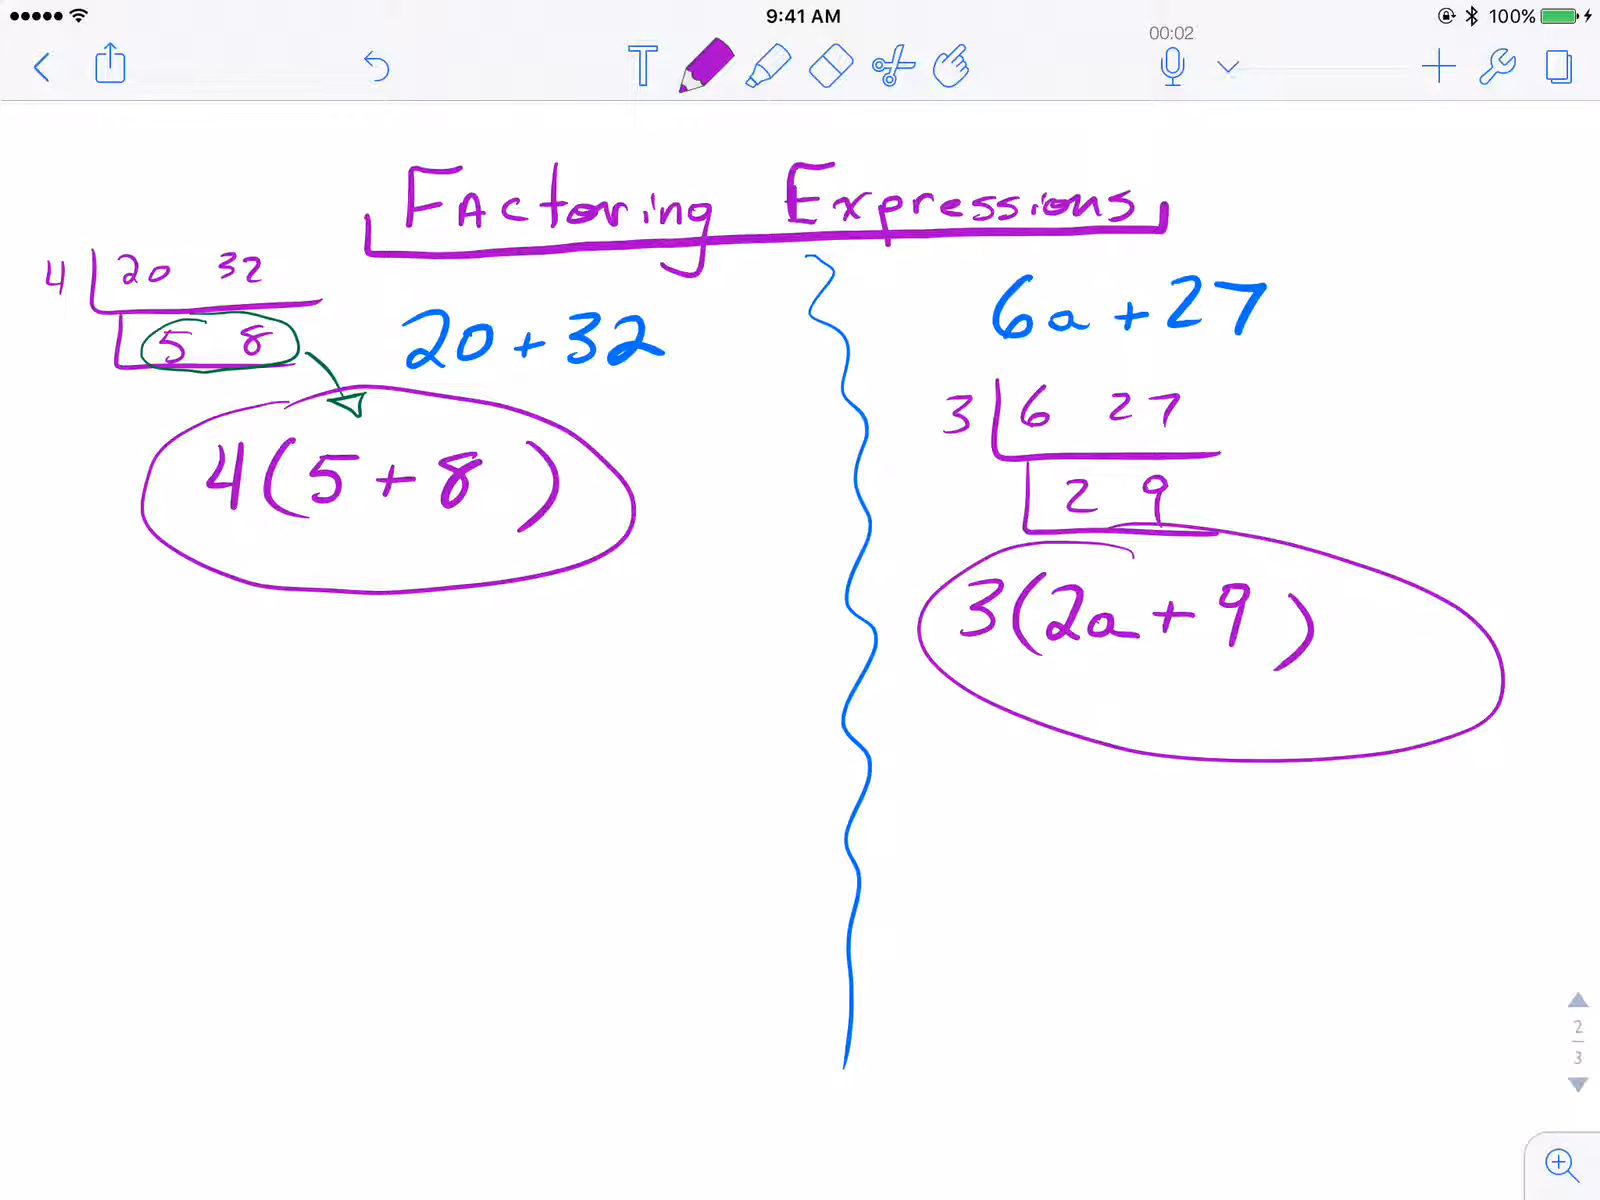 9:41 AM
100%
00:02
T
Factoring Expressions
4 20 32
5 8
20 + 32
4(5 + 8)
6a + 27
3 6 27
2 9
3(2a + 9)
2
3